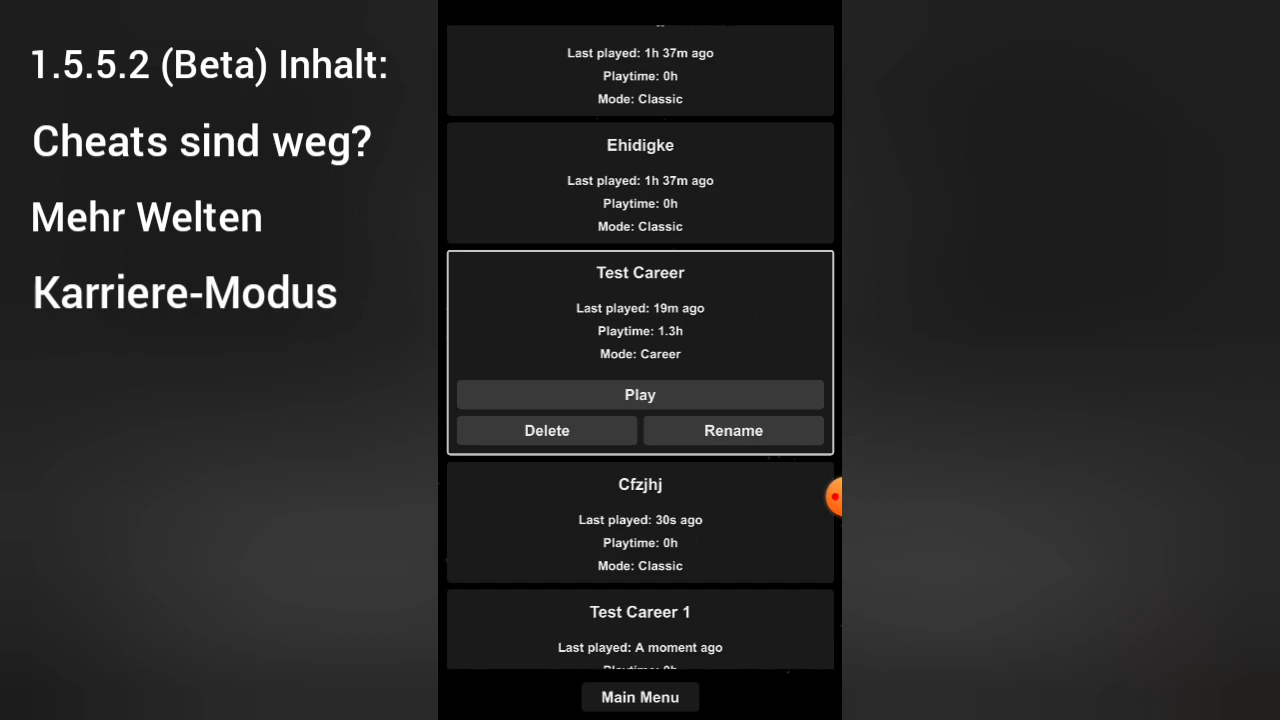 1.5.5.2 (Beta) Inhalt:
Cheats sind weg?
Mehr Welten
Karriere-Modus
Last played: 1h 37m ago
Playtime: 0h
Mode: Classic
Ehidigke
Last played: 1h 37m ago
Playtime: 0h
Mode: Classic
Test Career
Last played: 19m ago
Playtime: 1.3h
Mode: Career
Play
Delete Rename
Cfzjhj
Last played: 30s ago
Playtime: 0h
Mode: Classic
Test Career 1
Last played: A moment ago
Playtime: 0h
Main Menu